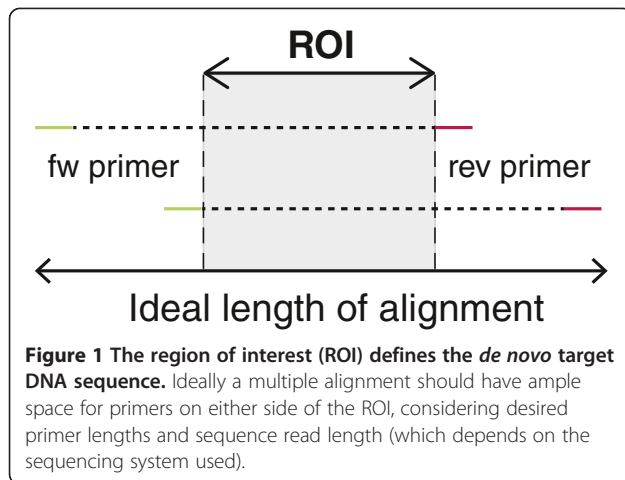 ROI
fw primer
rev primer
Ideal length of alignment
Figure 1 The region of interest (ROI) defines the de novo target
DNA sequence. Ideally a multiple alignment should have ample
space for primers on either side of the ROI, considering desired
primer lengths and sequence read length (which depends on the
sequencing system used).